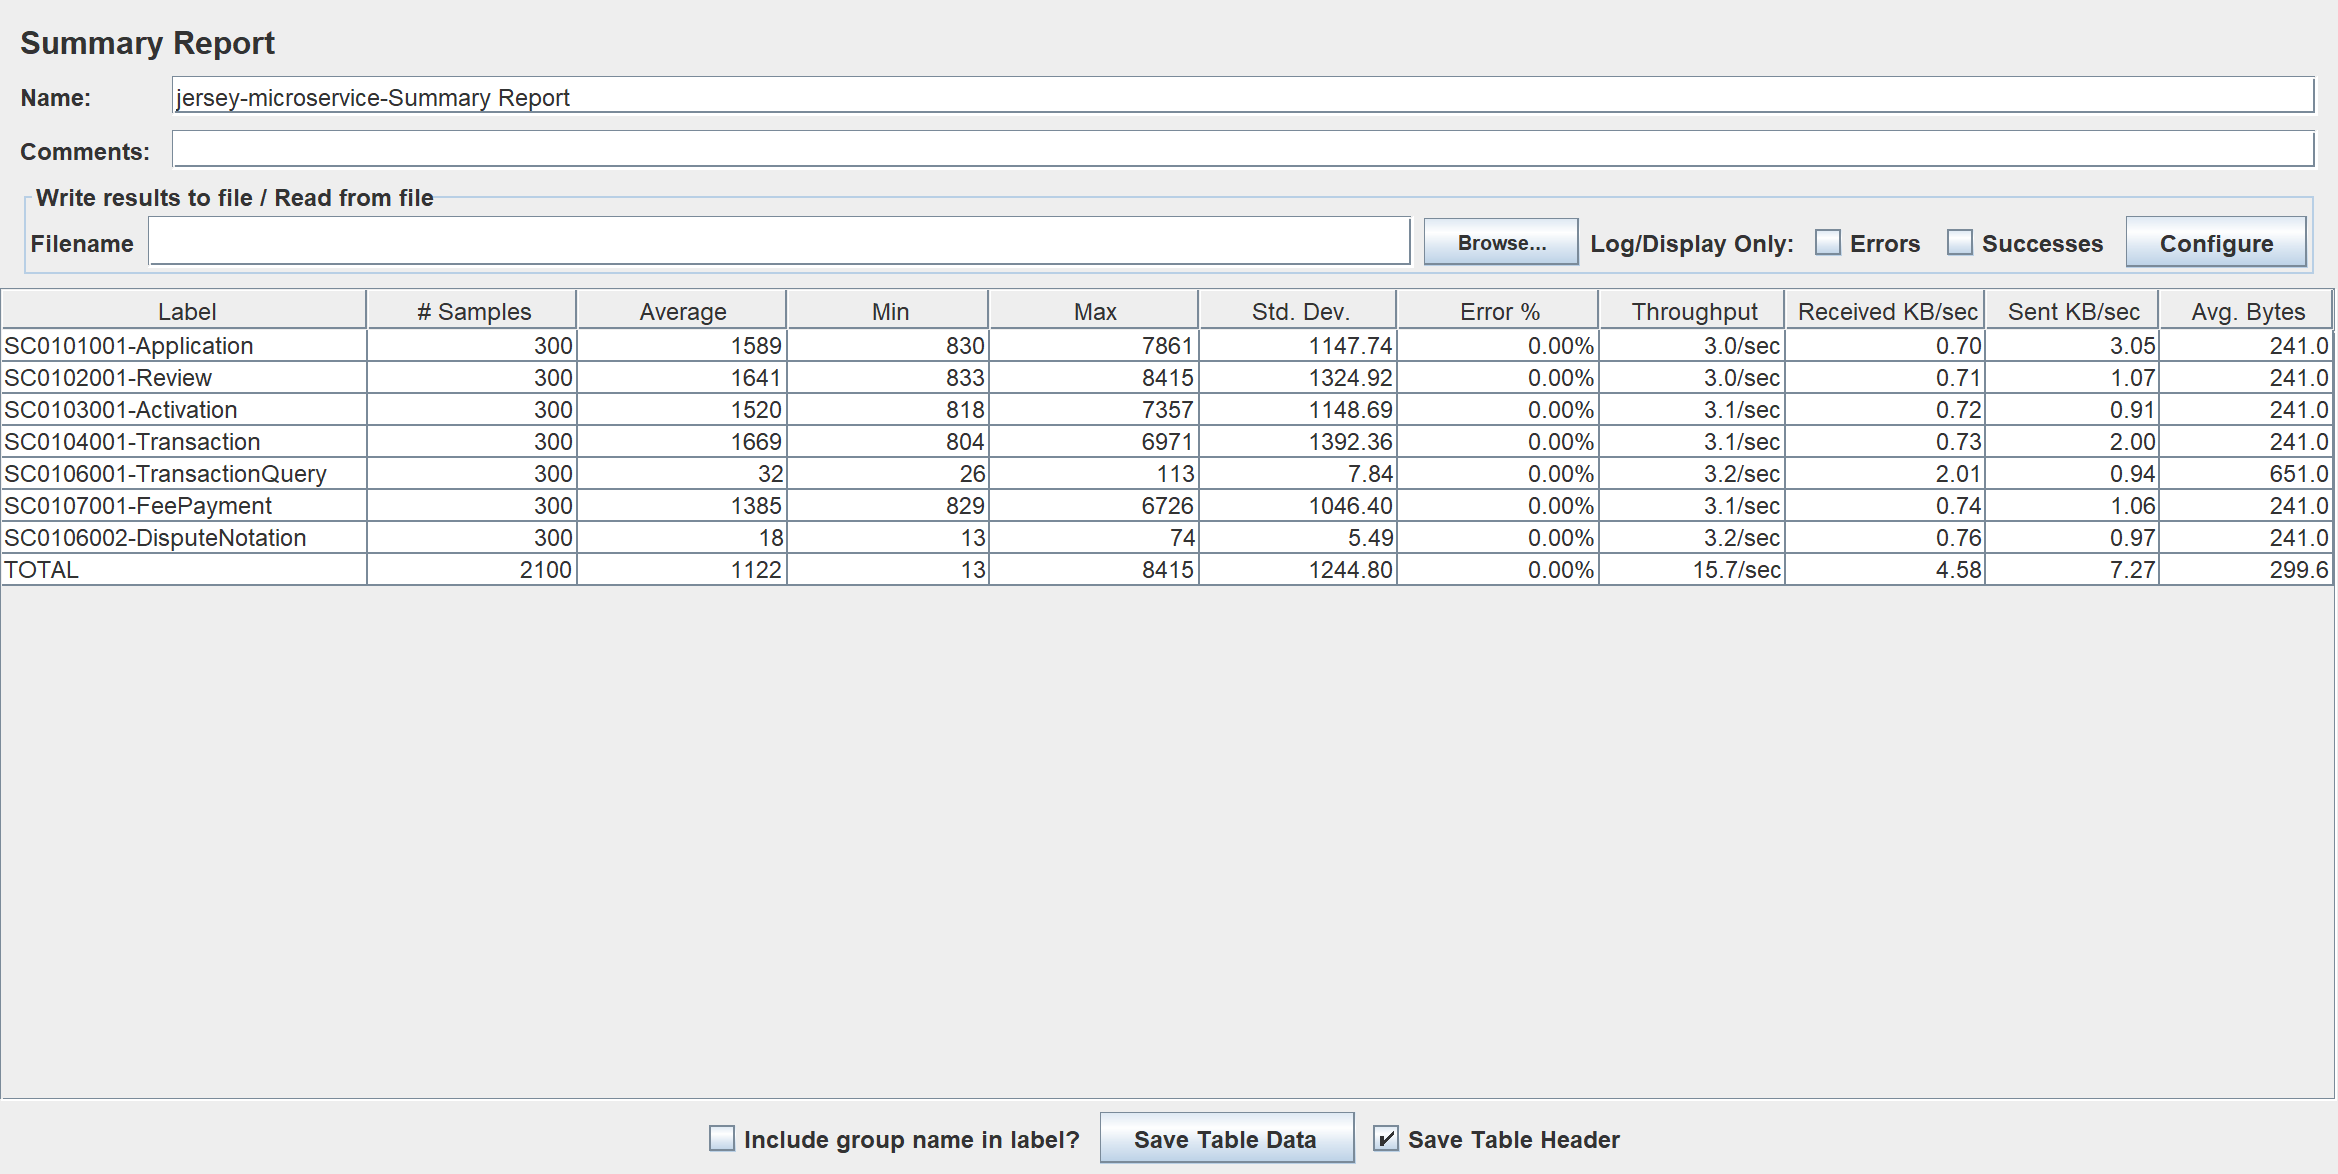 Summary Report
Name: jersey-microservice-Summary Report
Comments:
Write results to file / Read from file
Filename Browse... Log/Display Only: Errors Successes Configure
Label # Samples Average Min Max Std. Dev. Error % Throughput Received KB/sec Sent KB/sec Avg. Bytes
SC0101001-Application 300 1589 830 7861 1147.74 0.00% 3.0/sec 0.70 3.05 241.0
SC0102001-Review 300 1641 833 8415 1324.92 0.00% 3.0/sec 0.71 1.07 241.0
SC0103001-Activation 300 1520 818 7357 1148.69 0.00% 3.1/sec 0.72 0.91 241.0
SC0104001-Transaction 300 1669 804 6971 1392.36 0.00% 3.1/sec 0.73 2.00 241.0
SC0106001-TransactionQuery 300 32 26 113 7.84 0.00% 3.2/sec 2.01 0.94 651.0
SC0107001-FeePayment 300 1385 829 6726 1046.40 0.00% 3.1/sec 0.74 1.06 241.0
SC0106002-DisputeNotation 300 18 13 74 5.49 0.00% 3.2/sec 0.76 0.97 241.0
TOTAL 2100 1122 13 8415 1244.80 0.00% 15.7/sec 4.58 7.27 299.6
Include group name in label? Save Table Data Save Table Header